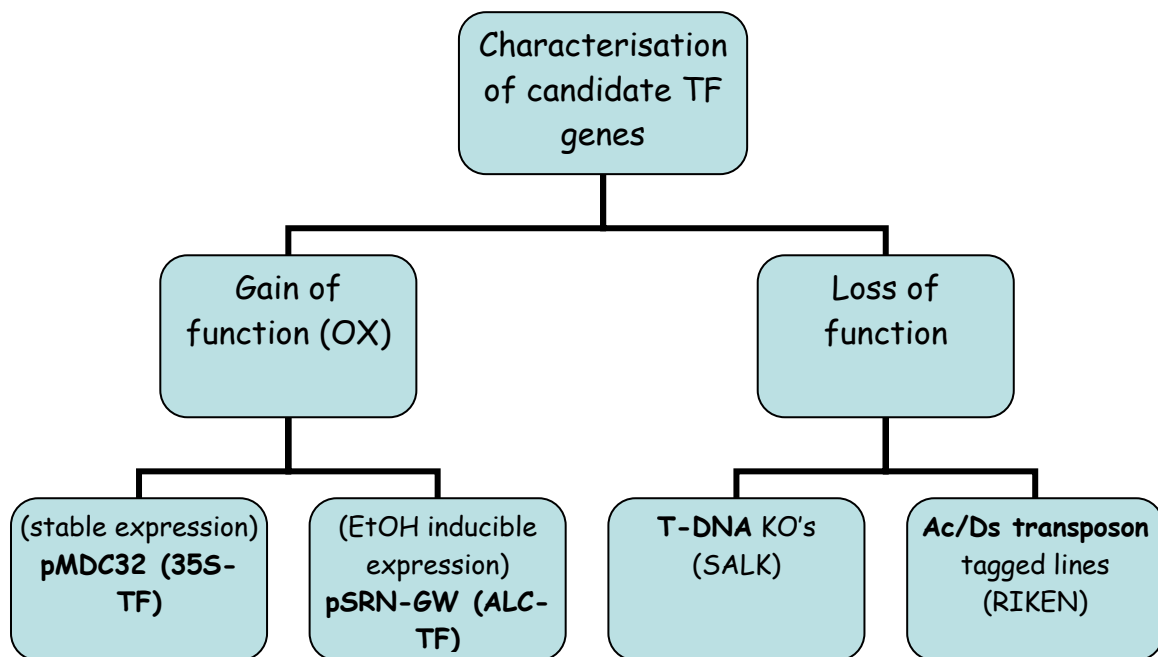 Characterisation
of candidate TF
genes
Gain of
function (OX)
Loss of
function
(stable expression)
pMDC32 (35S-
TF)
(EtOH inducible
expression)
pSRN-GW (ALC-
TF)
T-DNA KO's
(SALK)
Ac/Ds transposon
tagged lines
(RIKEN)